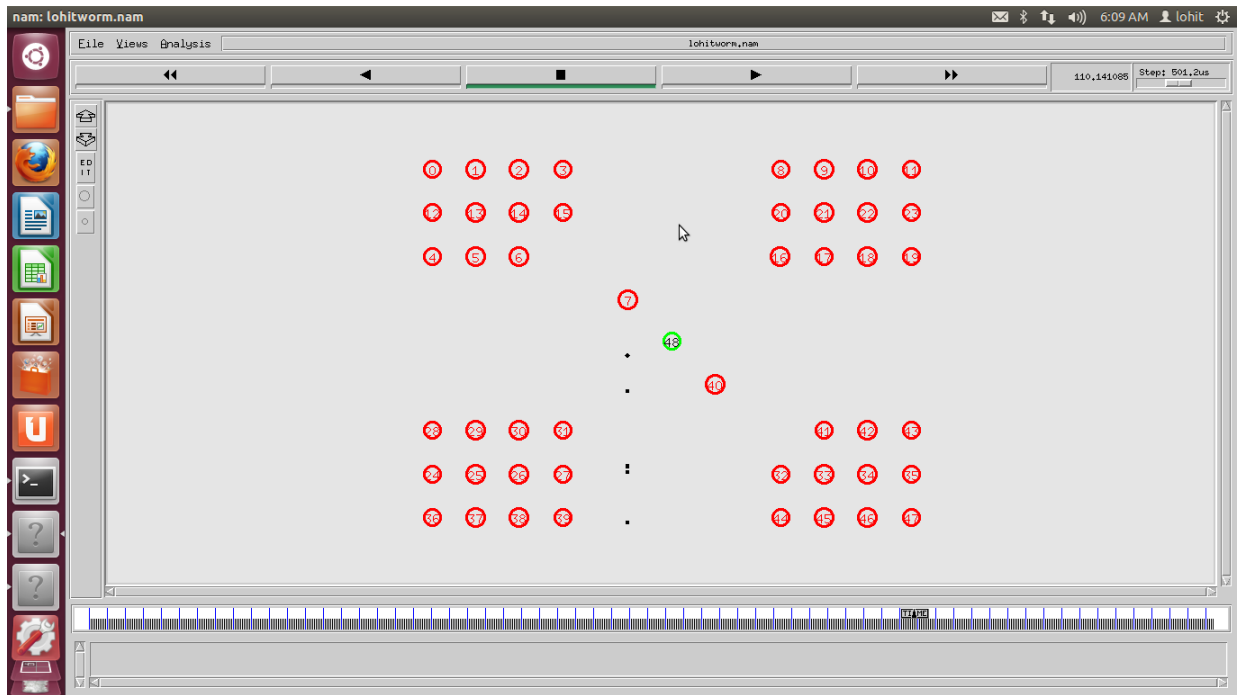 nam: lohitworm.nam 6:09 AM lohit
File Views Analysis lohitworm.nam
110.141085 Step: 501.2us
ED
IT
0 1 2 3 8 9 10 11
12 13 14 15 20 21 22 23
4 5 6 16 17 18 19
7
48
40
28 29 30 31 41 42 43
24 25 26 27 32 33 34 35
36 37 38 39 44 45 46 47
TIME